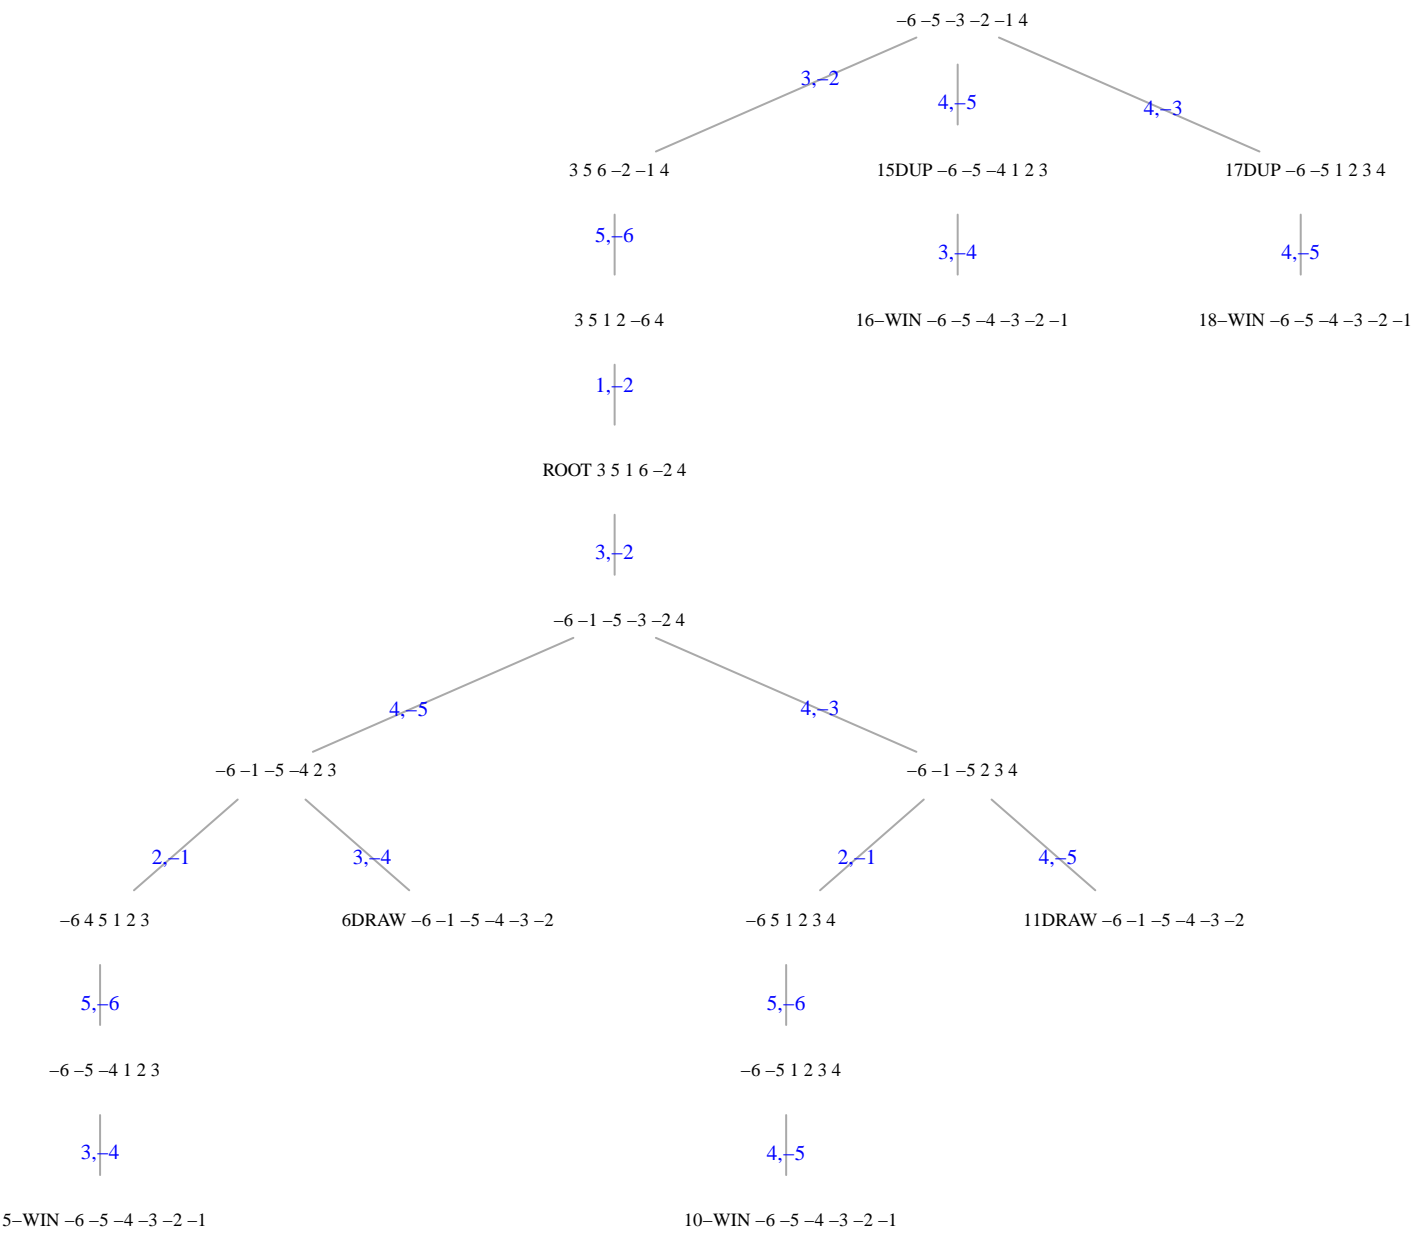 –6 –5 –3 –2 –1 4
3,–2
4,–5
4,–3
3 5 6 –2 –1 4
15DUP –6 –5 –4 1 2 3
17DUP –6 –5 1 2 3 4
5,–6
3,–4
4,–5
3 5 1 2 –6 4
16–WIN –6 –5 –4 –3 –2 –1
18–WIN –6 –5 –4 –3 –2 –1
1,–2
ROOT 3 5 1 6 –2 4
3,–2
–6 –1 –5 –3 –2 4
4,–5
4,–3
–6 –1 –5 –4 2 3
–6 –1 –5 2 3 4
2,–1
3,–4
2,–1
4,–5
–6 4 5 1 2 3
6DRAW –6 –1 –5 –4 –3 –2
–6 5 1 2 3 4
11DRAW –6 –1 –5 –4 –3 –2
5,–6
5,–6
–6 –5 –4 1 2 3
–6 –5 1 2 3 4
3,–4
4,–5
5–WIN –6 –5 –4 –3 –2 –1
10–WIN –6 –5 –4 –3 –2 –1